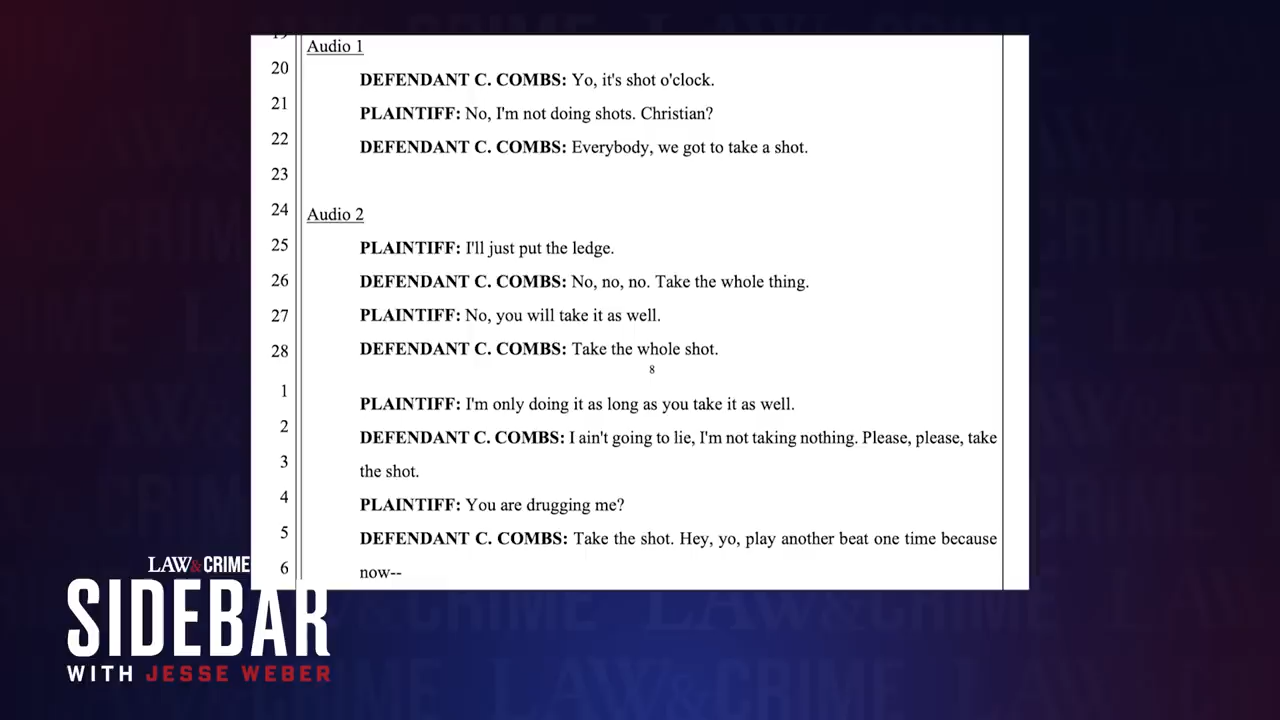 19
Audio 1
20 DEFENDANT C. COMBS: Yo, it's shot o'clock.
21 PLAINTIFF: No, I'm not doing shots. Christian?
22 DEFENDANT C. COMBS: Everybody, we got to take a shot.
23
24 Audio 2
25 PLAINTIFF: I'll just put the ledge.
26 DEFENDANT C. COMBS: No, no, no. Take the whole thing.
27 PLAINTIFF: No, you will take it as well.
28 DEFENDANT C. COMBS: Take the whole shot.
8
1 PLAINTIFF: I'm only doing it as long as you take it as well.
2 DEFENDANT C. COMBS: I ain't going to lie, I'm not taking nothing. Please, please, take
3 the shot.
4 PLAINTIFF: You are drugging me?
5 DEFENDANT C. COMBS: Take the shot. Hey, yo, play another beat one time because
6 now--
LAW&CRIME
SIDEBAR
WITH JESSE WEBER